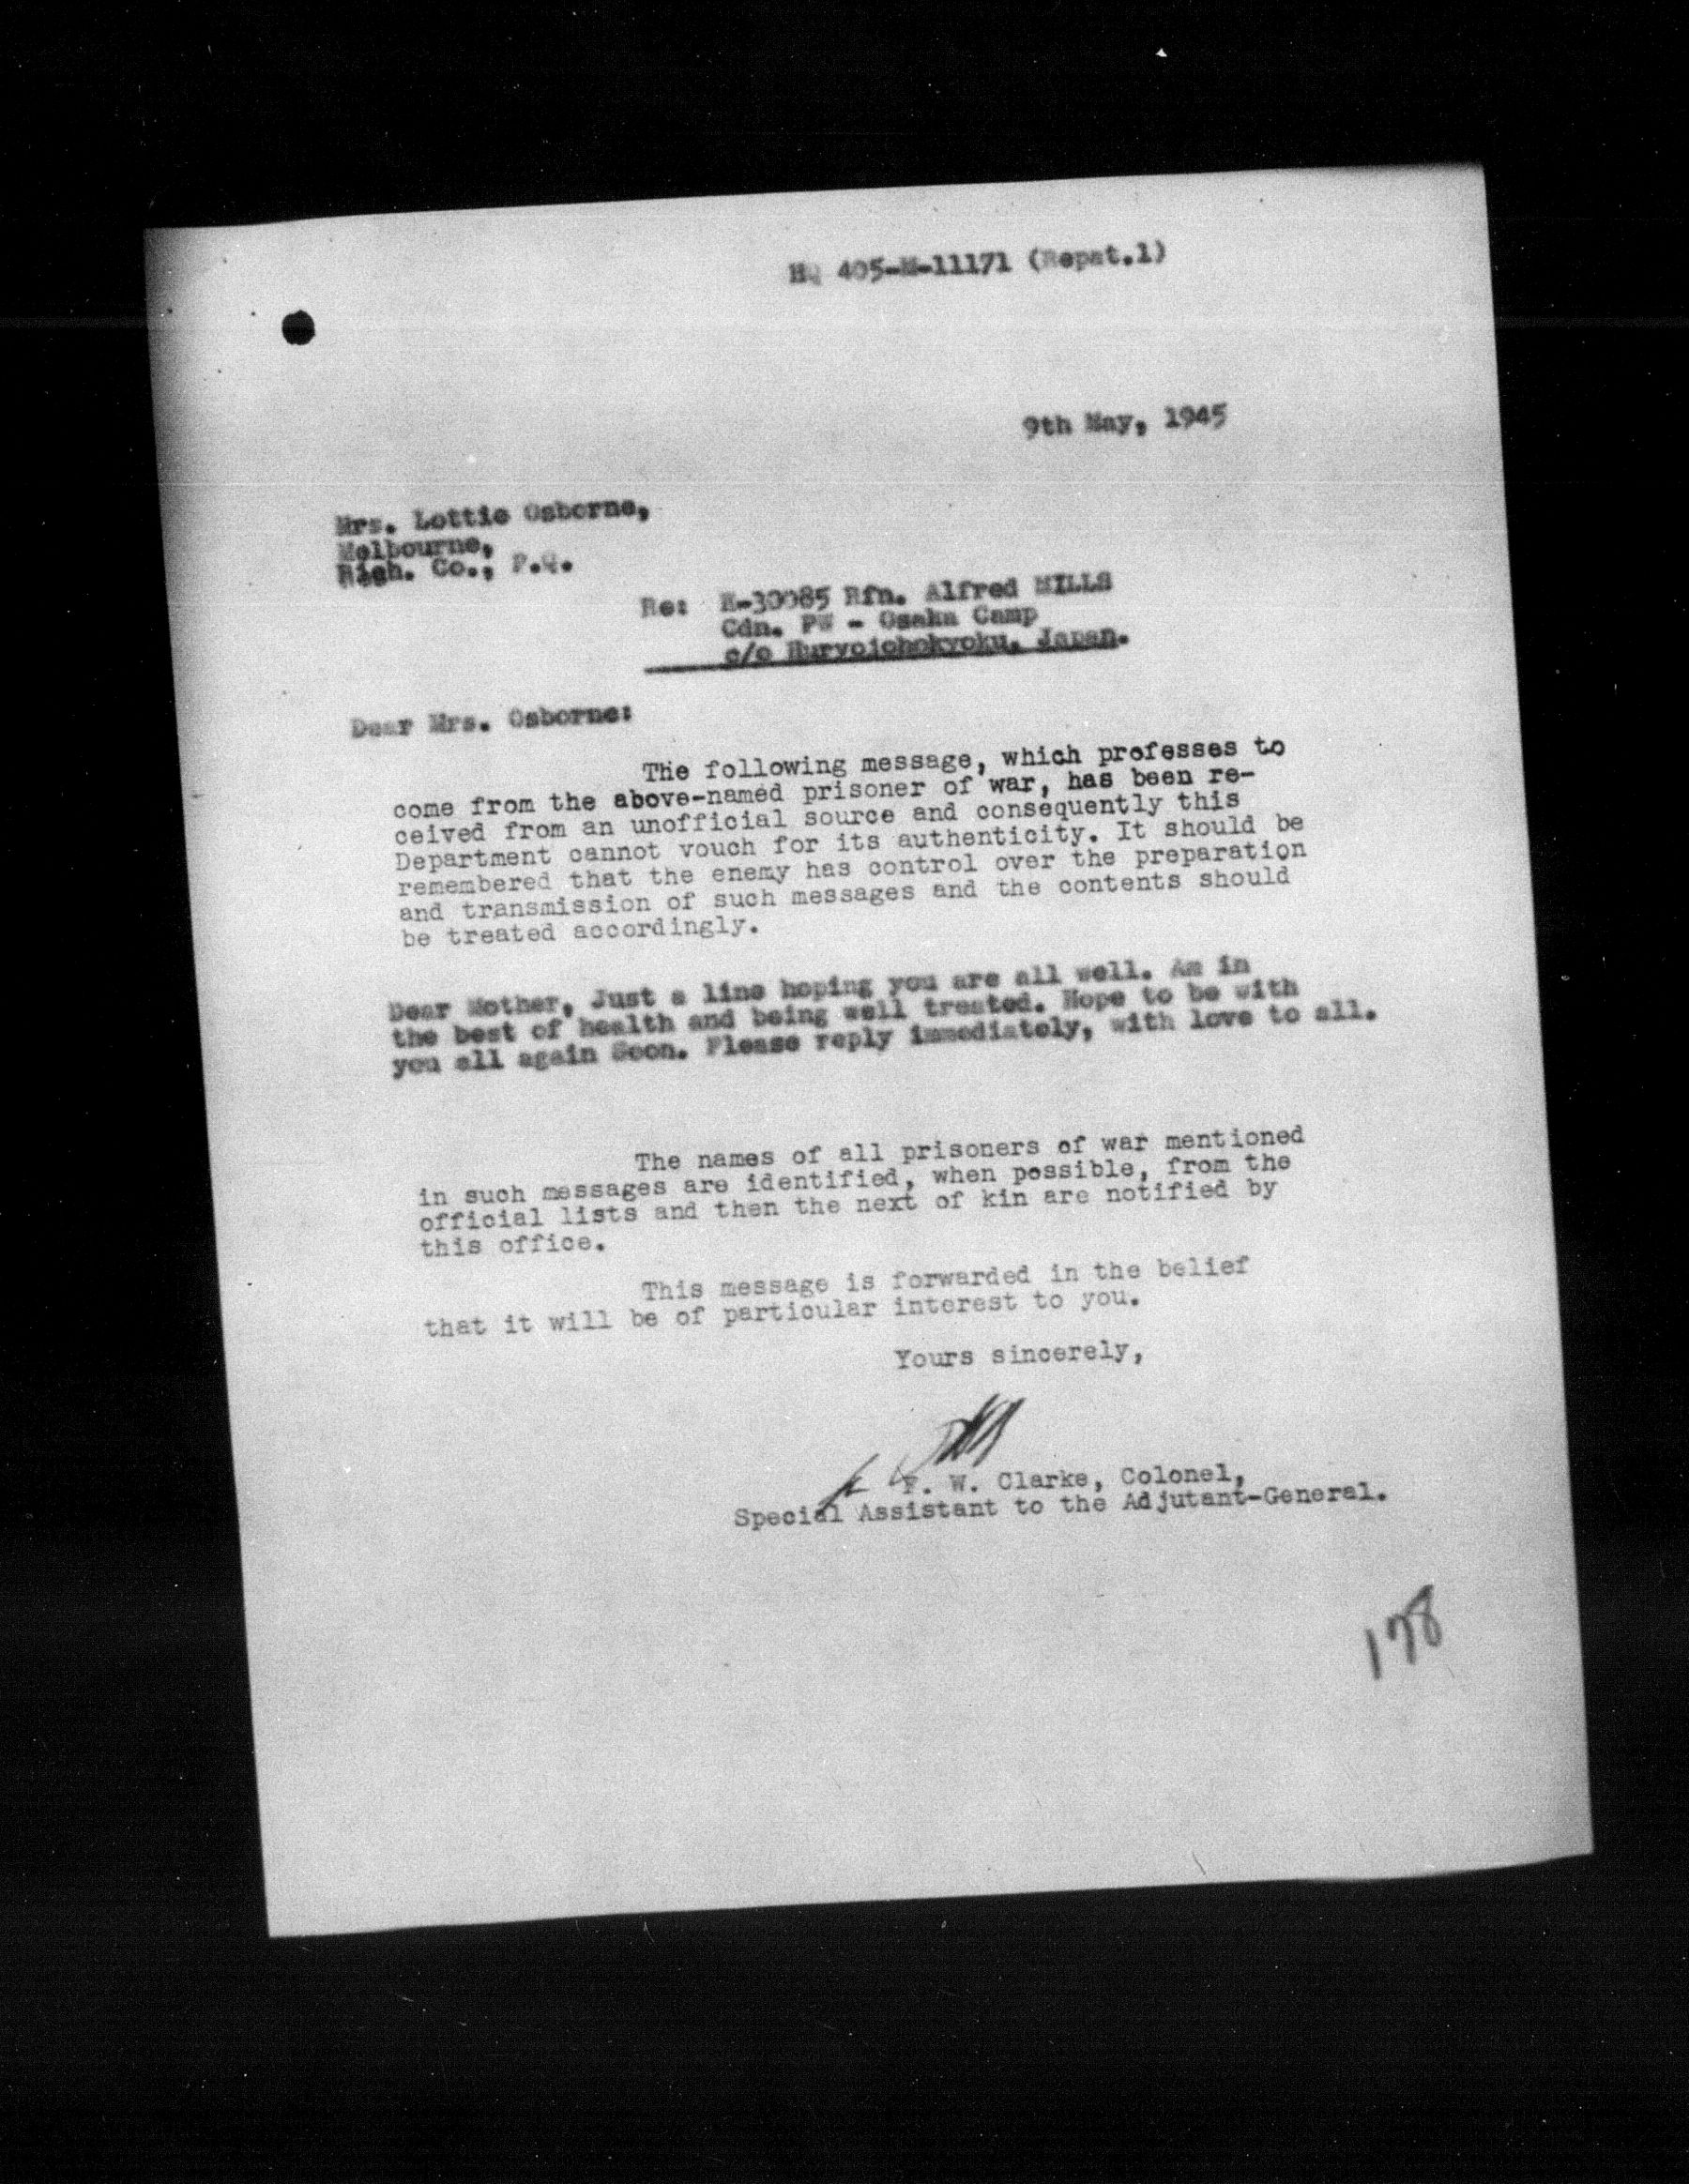 HQ 405-M-11171 (Repat.1)
9th May, 1945
Mrs. Lottie Osborne,
Melbourne,
Rich. Co., P.Q.
Re: E-30085 Rfn. Alfred MILLS
Cdn. PW - Osaka Camp
c/o Huryojohokyoku, Japan.
Dear Mrs. Osborne:
The following message, which professes to
come from the above-named prisoner of war, has been re-
ceived from an unofficial source and consequently this
Department cannot vouch for its authenticity. It should be
remembered that the enemy has control over the preparation
and transmission of such messages and the contents should
be treated accordingly.
Dear Mother, Just a line hoping you are all well. Am in
the best of health and being well treated. Hope to be with
you all again Soon. Please reply immediately, with love to all.
The names of all prisoners of war mentioned
in such messages are identified, when possible, from the
official lists and then the next of kin are notified by
this office.
This message is forwarded in the belief
that it will be of particular interest to you.
Yours sincerely,
F. W. Clarke, Colonel,
Special Assistant to the Adjutant-General.
178